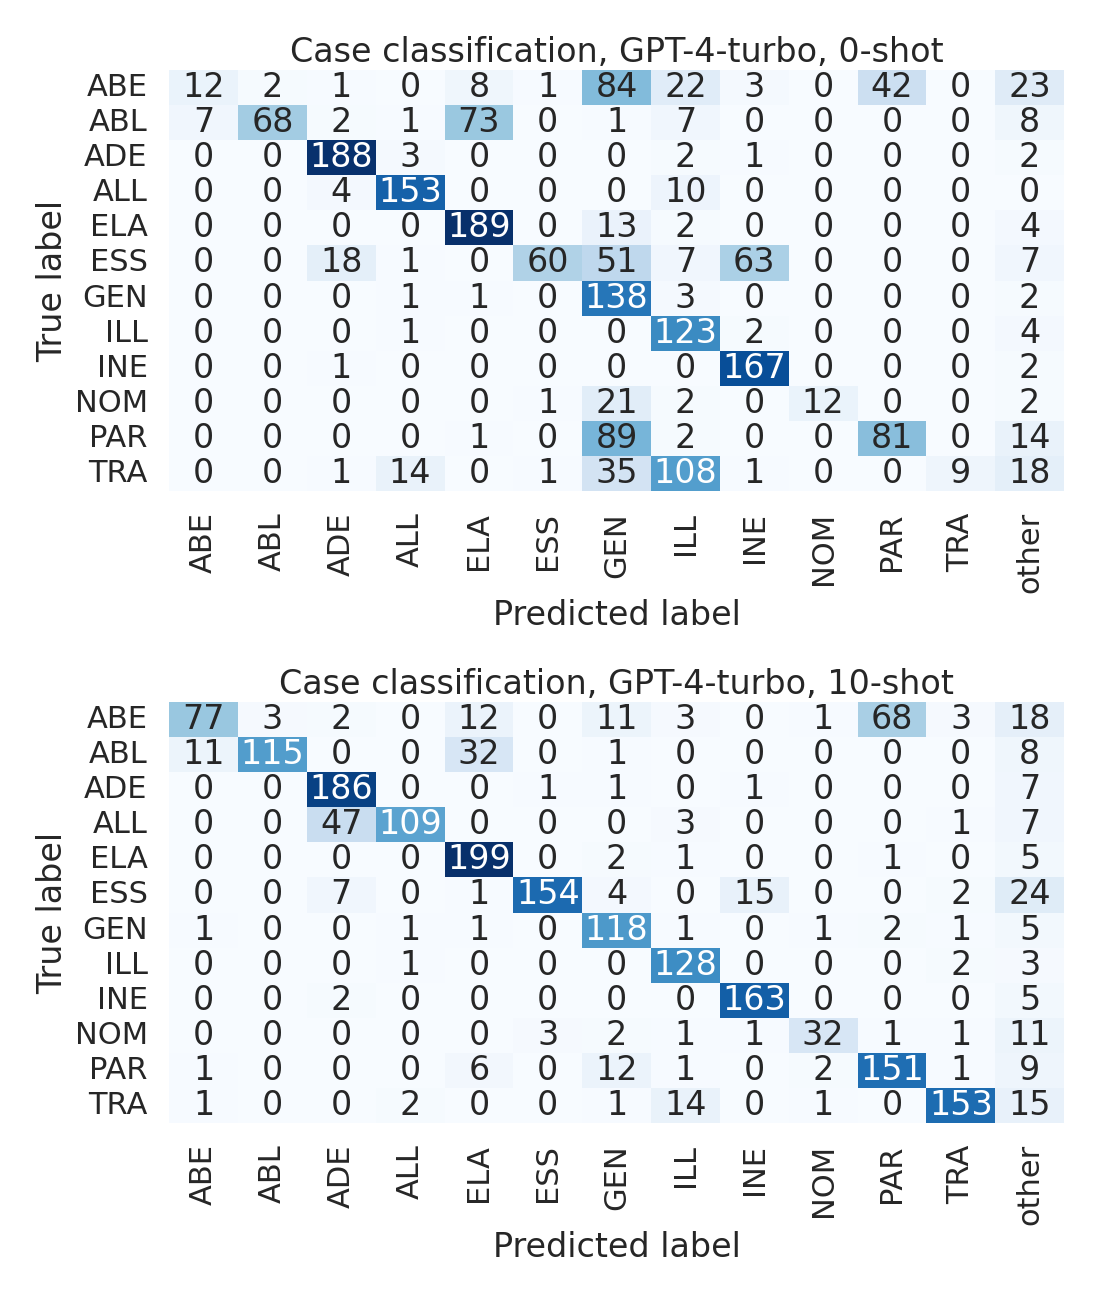 Case classification, GPT-4-turbo, 0-shot
True label
ABE 12 2 1 0 8 1 84 22 3 0 42 0 23
ABL 7 68 2 1 73 0 1 7 0 0 0 0 8
ADE 0 0 188 3 0 0 0 2 1 0 0 0 2
ALL 0 0 4 153 0 0 0 10 0 0 0 0 0
ELA 0 0 0 0 189 0 13 2 0 0 0 0 4
ESS 0 0 18 1 0 60 51 7 63 0 0 0 7
GEN 0 0 0 1 1 0 138 3 0 0 0 0 2
ILL 0 0 0 1 0 0 0 123 2 0 0 0 4
INE 0 0 1 0 0 0 0 0 167 0 0 0 2
NOM 0 0 0 0 0 1 21 2 0 12 0 0 2
PAR 0 0 0 0 1 0 89 2 0 0 81 0 14
TRA 0 0 1 14 0 1 35 108 1 0 0 9 18
ABE ABL ADE ALL ELA ESS GEN ILL INE NOM PAR TRA other
Predicted label
Case classification, GPT-4-turbo, 10-shot
True label
ABE 77 3 2 0 12 0 11 3 0 1 68 3 18
ABL 11 115 0 0 32 0 1 0 0 0 0 0 8
ADE 0 0 186 0 0 1 1 0 1 0 0 0 7
ALL 0 0 47 109 0 0 0 3 0 0 0 1 7
ELA 0 0 0 0 199 0 2 1 0 0 1 0 5
ESS 0 0 7 0 1 154 4 0 15 0 0 2 24
GEN 1 0 0 1 1 0 118 1 0 1 2 1 5
ILL 0 0 0 1 0 0 0 128 0 0 0 2 3
INE 0 0 2 0 0 0 0 0 163 0 0 0 5
NOM 0 0 0 0 0 3 2 1 1 32 1 1 11
PAR 1 0 0 0 6 0 12 1 0 2 151 1 9
TRA 1 0 0 2 0 0 1 14 0 1 0 153 15
ABE ABL ADE ALL ELA ESS GEN ILL INE NOM PAR TRA other
Predicted label